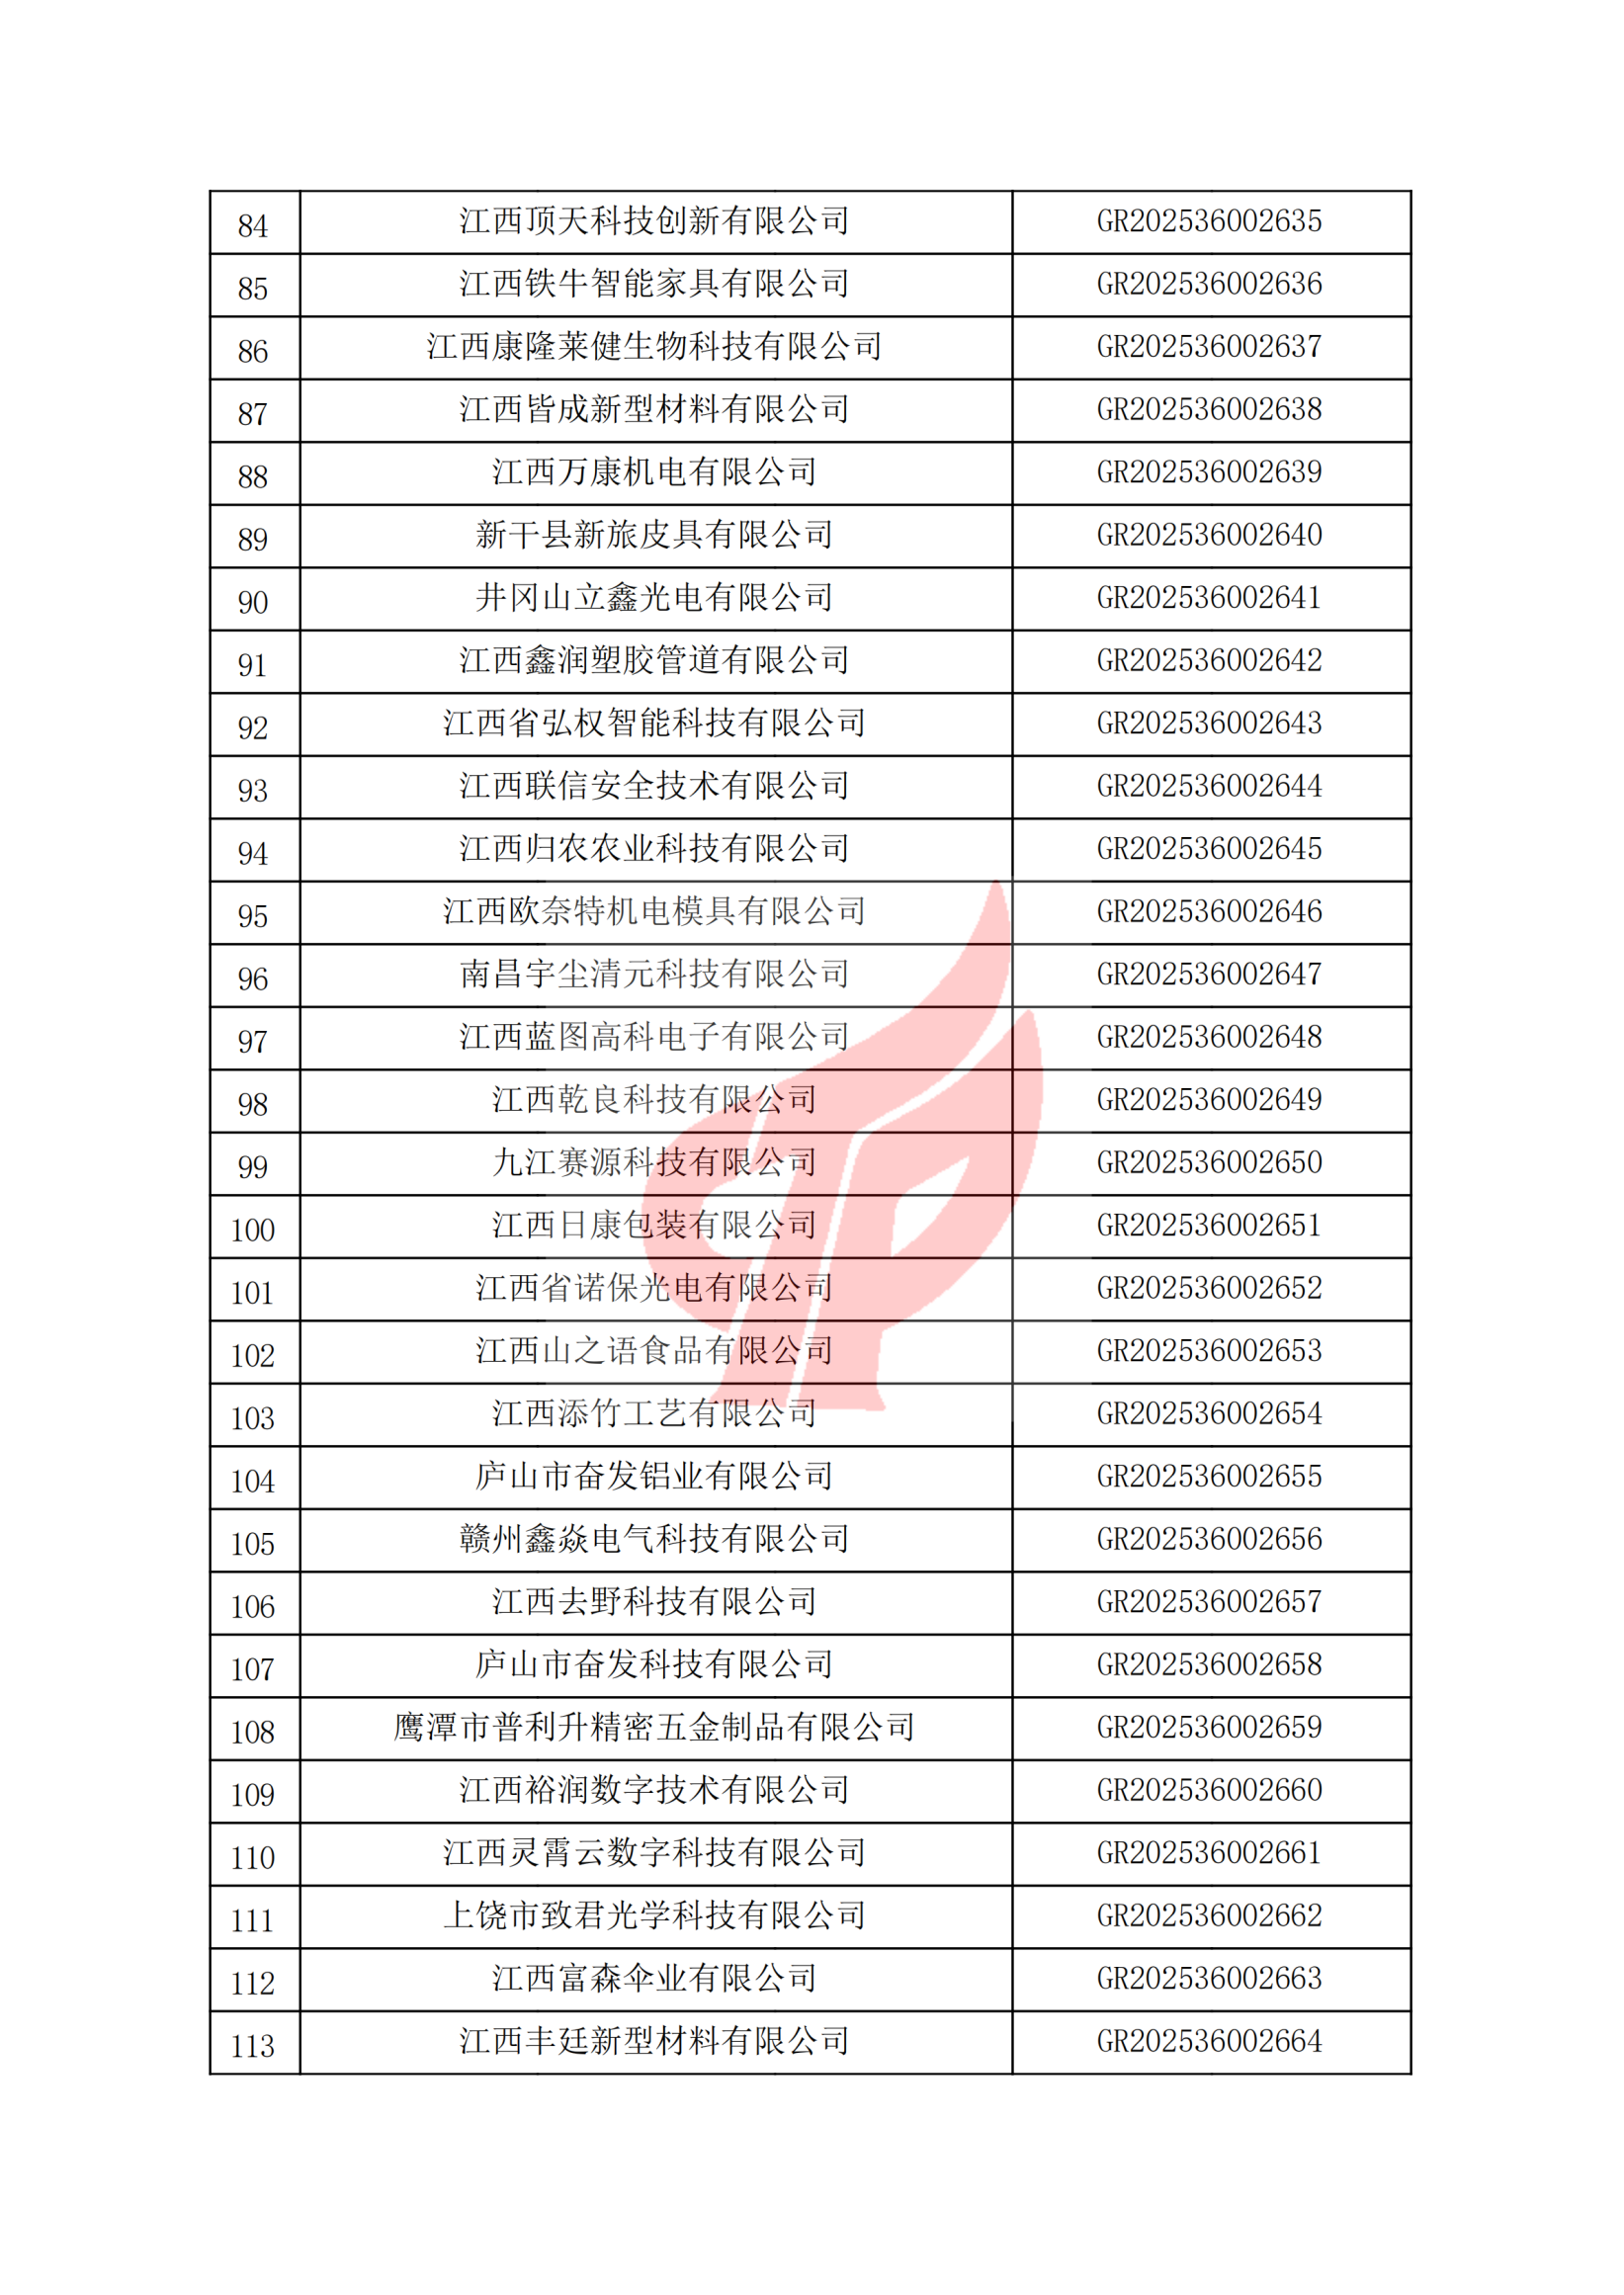 84 江西顶天科技创新有限公司 GR202536002635
85 江西铁牛智能家具有限公司 GR202536002636
86 江西康隆莱健生物科技有限公司 GR202536002637
87 江西皆成新型材料有限公司 GR202536002638
88 江西万康机电有限公司 GR202536002639
89 新干县新旅皮具有限公司 GR202536002640
90 井冈山立鑫光电有限公司 GR202536002641
91 江西鑫润塑胶管道有限公司 GR202536002642
92 江西省弘权智能科技有限公司 GR202536002643
93 江西联信安全技术有限公司 GR202536002644
94 江西归农农业科技有限公司 GR202536002645
95 江西欧奈特机电模具有限公司 GR202536002646
96 南昌宇尘清元科技有限公司 GR202536002647
97 江西蓝图高科电子有限公司 GR202536002648
98 江西乾良科技有限公司 GR202536002649
99 九江赛源科技有限公司 GR202536002650
100 江西日康包装有限公司 GR202536002651
101 江西省诺保光电有限公司 GR202536002652
102 江西山之语食品有限公司 GR202536002653
103 江西添竹工艺有限公司 GR202536002654
104 庐山市奋发铝业有限公司 GR202536002655
105 赣州鑫焱电气科技有限公司 GR202536002656
106 江西去野科技有限公司 GR202536002657
107 庐山市奋发科技有限公司 GR202536002658
108 鹰潭市普利升精密五金制品有限公司 GR202536002659
109 江西裕润数字技术有限公司 GR202536002660
110 江西灵霄云数字科技有限公司 GR202536002661
111 上饶市致君光学科技有限公司 GR202536002662
112 江西富森伞业有限公司 GR202536002663
113 江西丰廷新型材料有限公司 GR202536002664